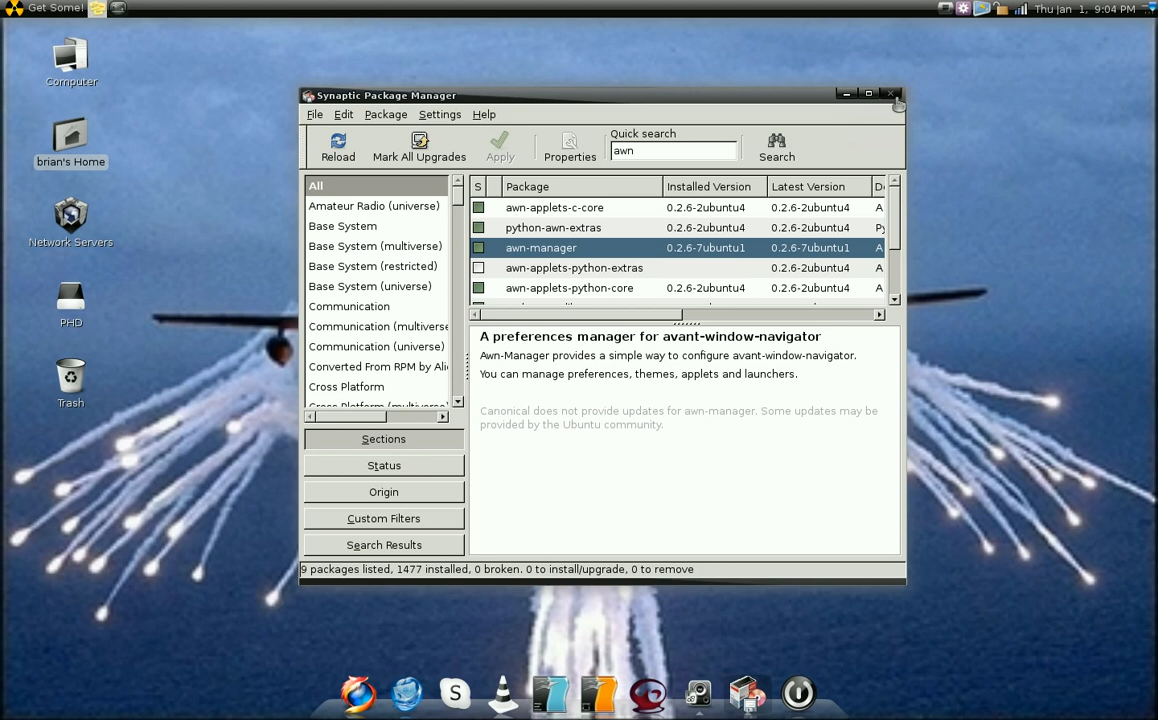 Get Some!
Thu Jan 1, 9:04 PM
Computer
brian's Home
Network Servers
PHD
Trash
Synaptic Package Manager
File Edit Package Settings Help
Reload
Mark All Upgrades
Apply
Properties
Quick search
awn
Search
All
Amateur Radio (universe)
Base System
Base System (multiverse)
Base System (restricted)
Base System (universe)
Communication
Communication (multiverse
Communication (universe)
Converted From RPM by Alie
Cross Platform
Cross Platform (multiverse
S Package Installed Version Latest Version De
awn-applets-c-core 0.2.6-2ubuntu4 0.2.6-2ubuntu4 A
python-awn-extras 0.2.6-2ubuntu4 0.2.6-2ubuntu4 Py
awn-manager 0.2.6-7ubuntu1 0.2.6-7ubuntu1 A
awn-applets-python-extras 0.2.6-2ubuntu4 A
awn-applets-python-core 0.2.6-2ubuntu4 0.2.6-2ubuntu4 A
A preferences manager for avant-window-navigator
Awn-Manager provides a simple way to configure avant-window-navigator.
You can manage preferences, themes, applets and launchers.
Canonical does not provide updates for awn-manager. Some updates may be
provided by the Ubuntu community.
Sections
Status
Origin
Custom Filters
Search Results
9 packages listed, 1477 installed, 0 broken. 0 to install/upgrade, 0 to remove
S